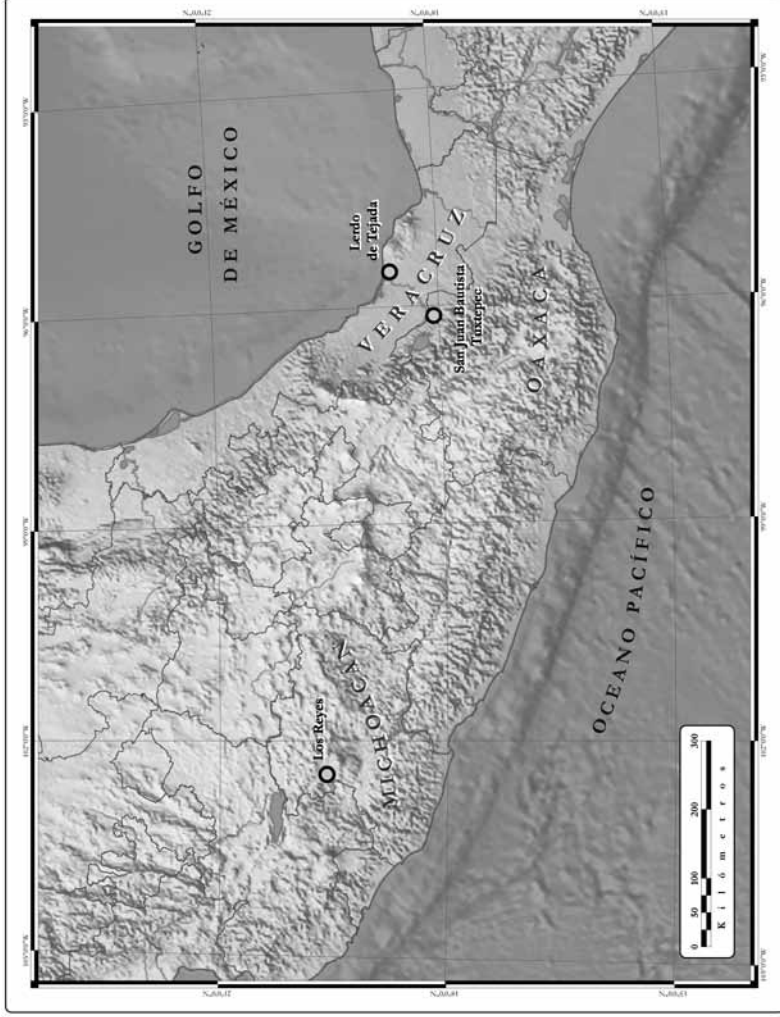 GOLFO
DE MÉXICO
Lerdo
de Tejada
VERACRUZ
San Juan Bautista
Tuxtepec
OAXACA
MICHOACÁN
Los Reyes
OCEANO PACÍFICO
0 50 100 200 300
Kilómetros